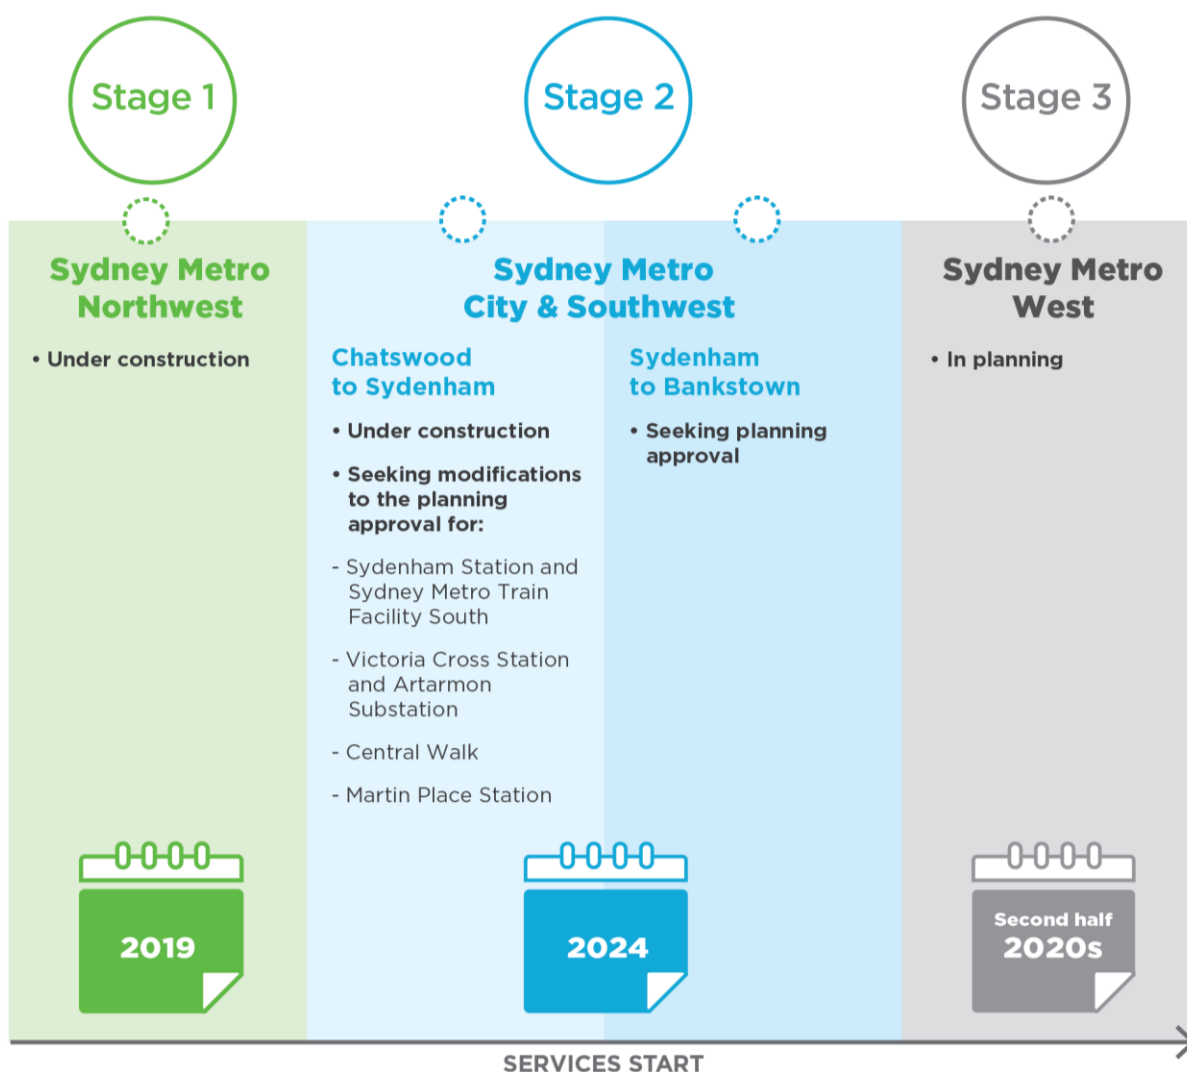 Stage 1
Stage 2
Stage 3
Sydney Metro
Northwest
• Under construction
Sydney Metro
City & Southwest
Chatswood
to Sydenham
• Under construction
• Seeking modifications
to the planning
approval for:
- Sydenham Station and
Sydney Metro Train
Facility South
- Victoria Cross Station
and Artarmon
Substation
- Central Walk
- Martin Place Station
Sydenham
to Bankstown
• Seeking planning
approval
Sydney Metro
West
• In planning
2019
2024
Second half
2020s
SERVICES START